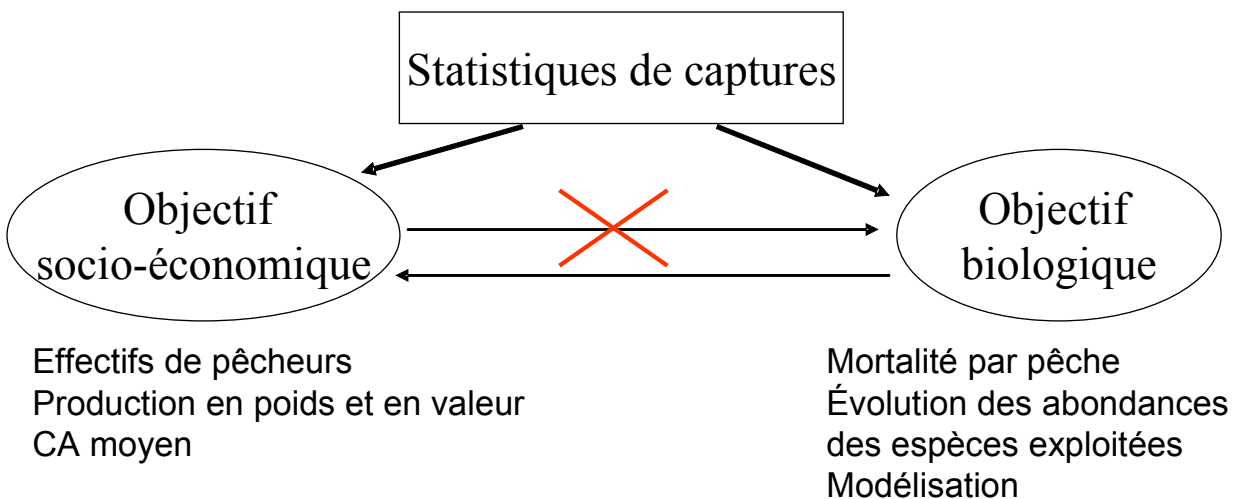 Statistiques de captures
Objectif
socio-économique
Objectif
biologique
Effectifs de pêcheurs
Production en poids et en valeur
CA moyen
Mortalité par pêche
Évolution des abondances
des espèces exploitées
Modélisation